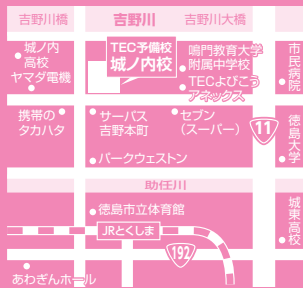 吉野川橋
吉野川
吉野川大橋
城ノ内
高校
ヤマダ電機
TEC予備校
城ノ内校
鳴門教育大学
附属中学校
TECよびこう
アネックス
市民病院
携帯の
タカハタ
サーパス
吉野本町
セブン
(スーパー)
11
徳島大学
パークウェストン
助任川
徳島市立体育館
城東高校
JRとくしま
192
あわぎんホール